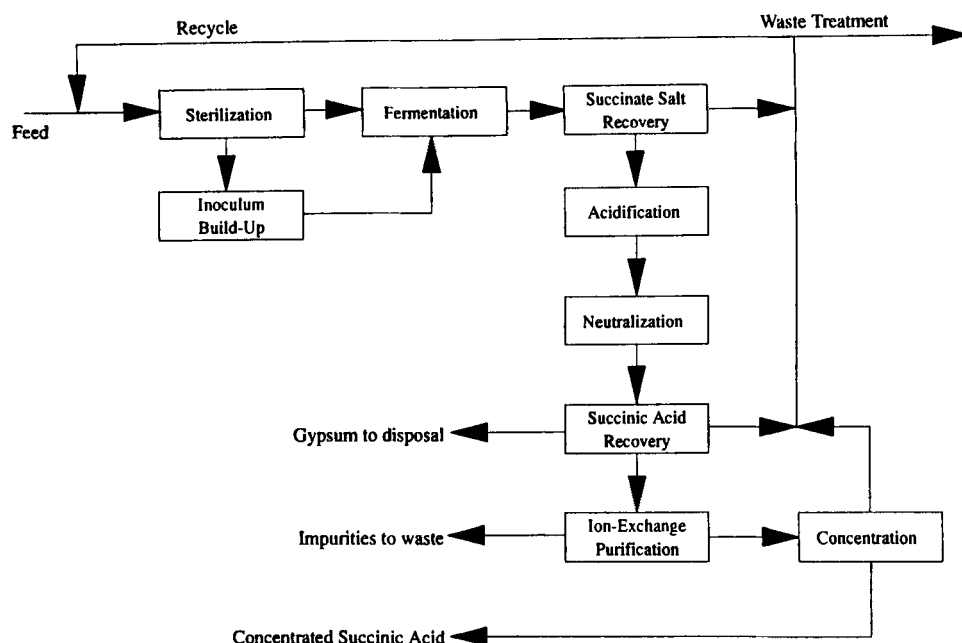 Recycle
Waste Treatment
Feed
Sterilization
Fermentation
Succinate Salt
Recovery
Inoculum
Build-Up
Acidification
Neutralization
Gypsum to disposal
Succinic Acid
Recovery
Impurities to waste
Ion-Exchange
Purification
Concentration
Concentrated Succinic Acid